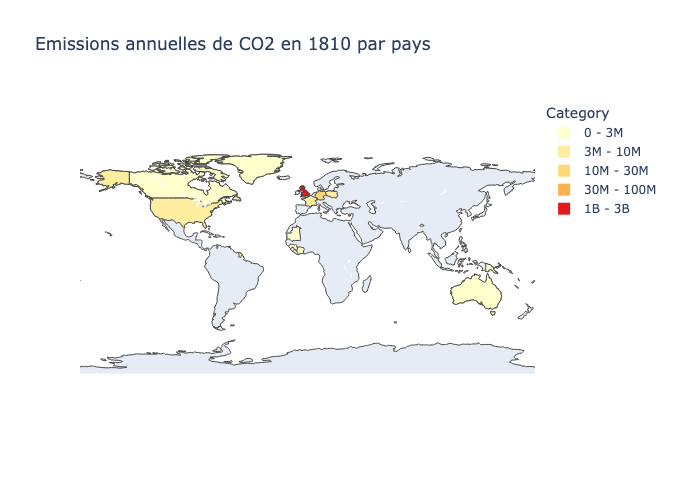 Emissions annuelles de CO2 en 1810 par pays
Category
0 - 3M
3M - 10M
10M - 30M
30M - 100M
1B - 3B